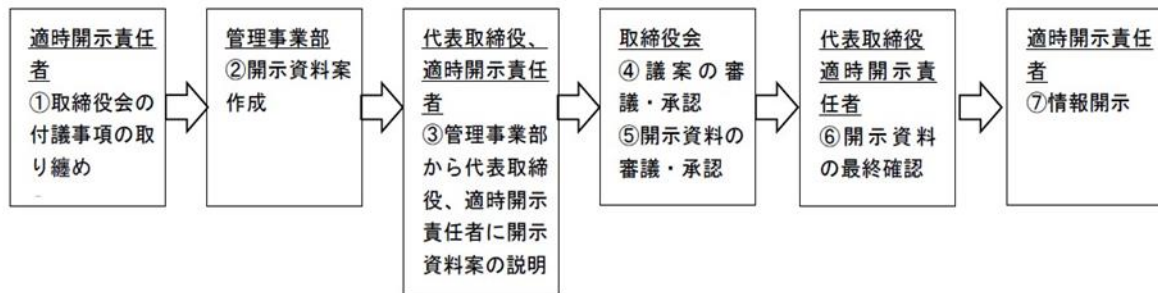 適時開示責任
者
①取締役会の
付議事項の取
り纏め
管理事業部
②開示資料案
作成
代表取締役、
適時開示責任
者
③管理事業部
から代表取締
役、適時開示
責任者に開示
資料案の説明
取締役会
④議案の審
議・承認
⑤開示資料の
審議・承認
代表取締役
適時開示責
任者
⑥開示資料
の最終確認
適時開示責任
者
⑦情報開示